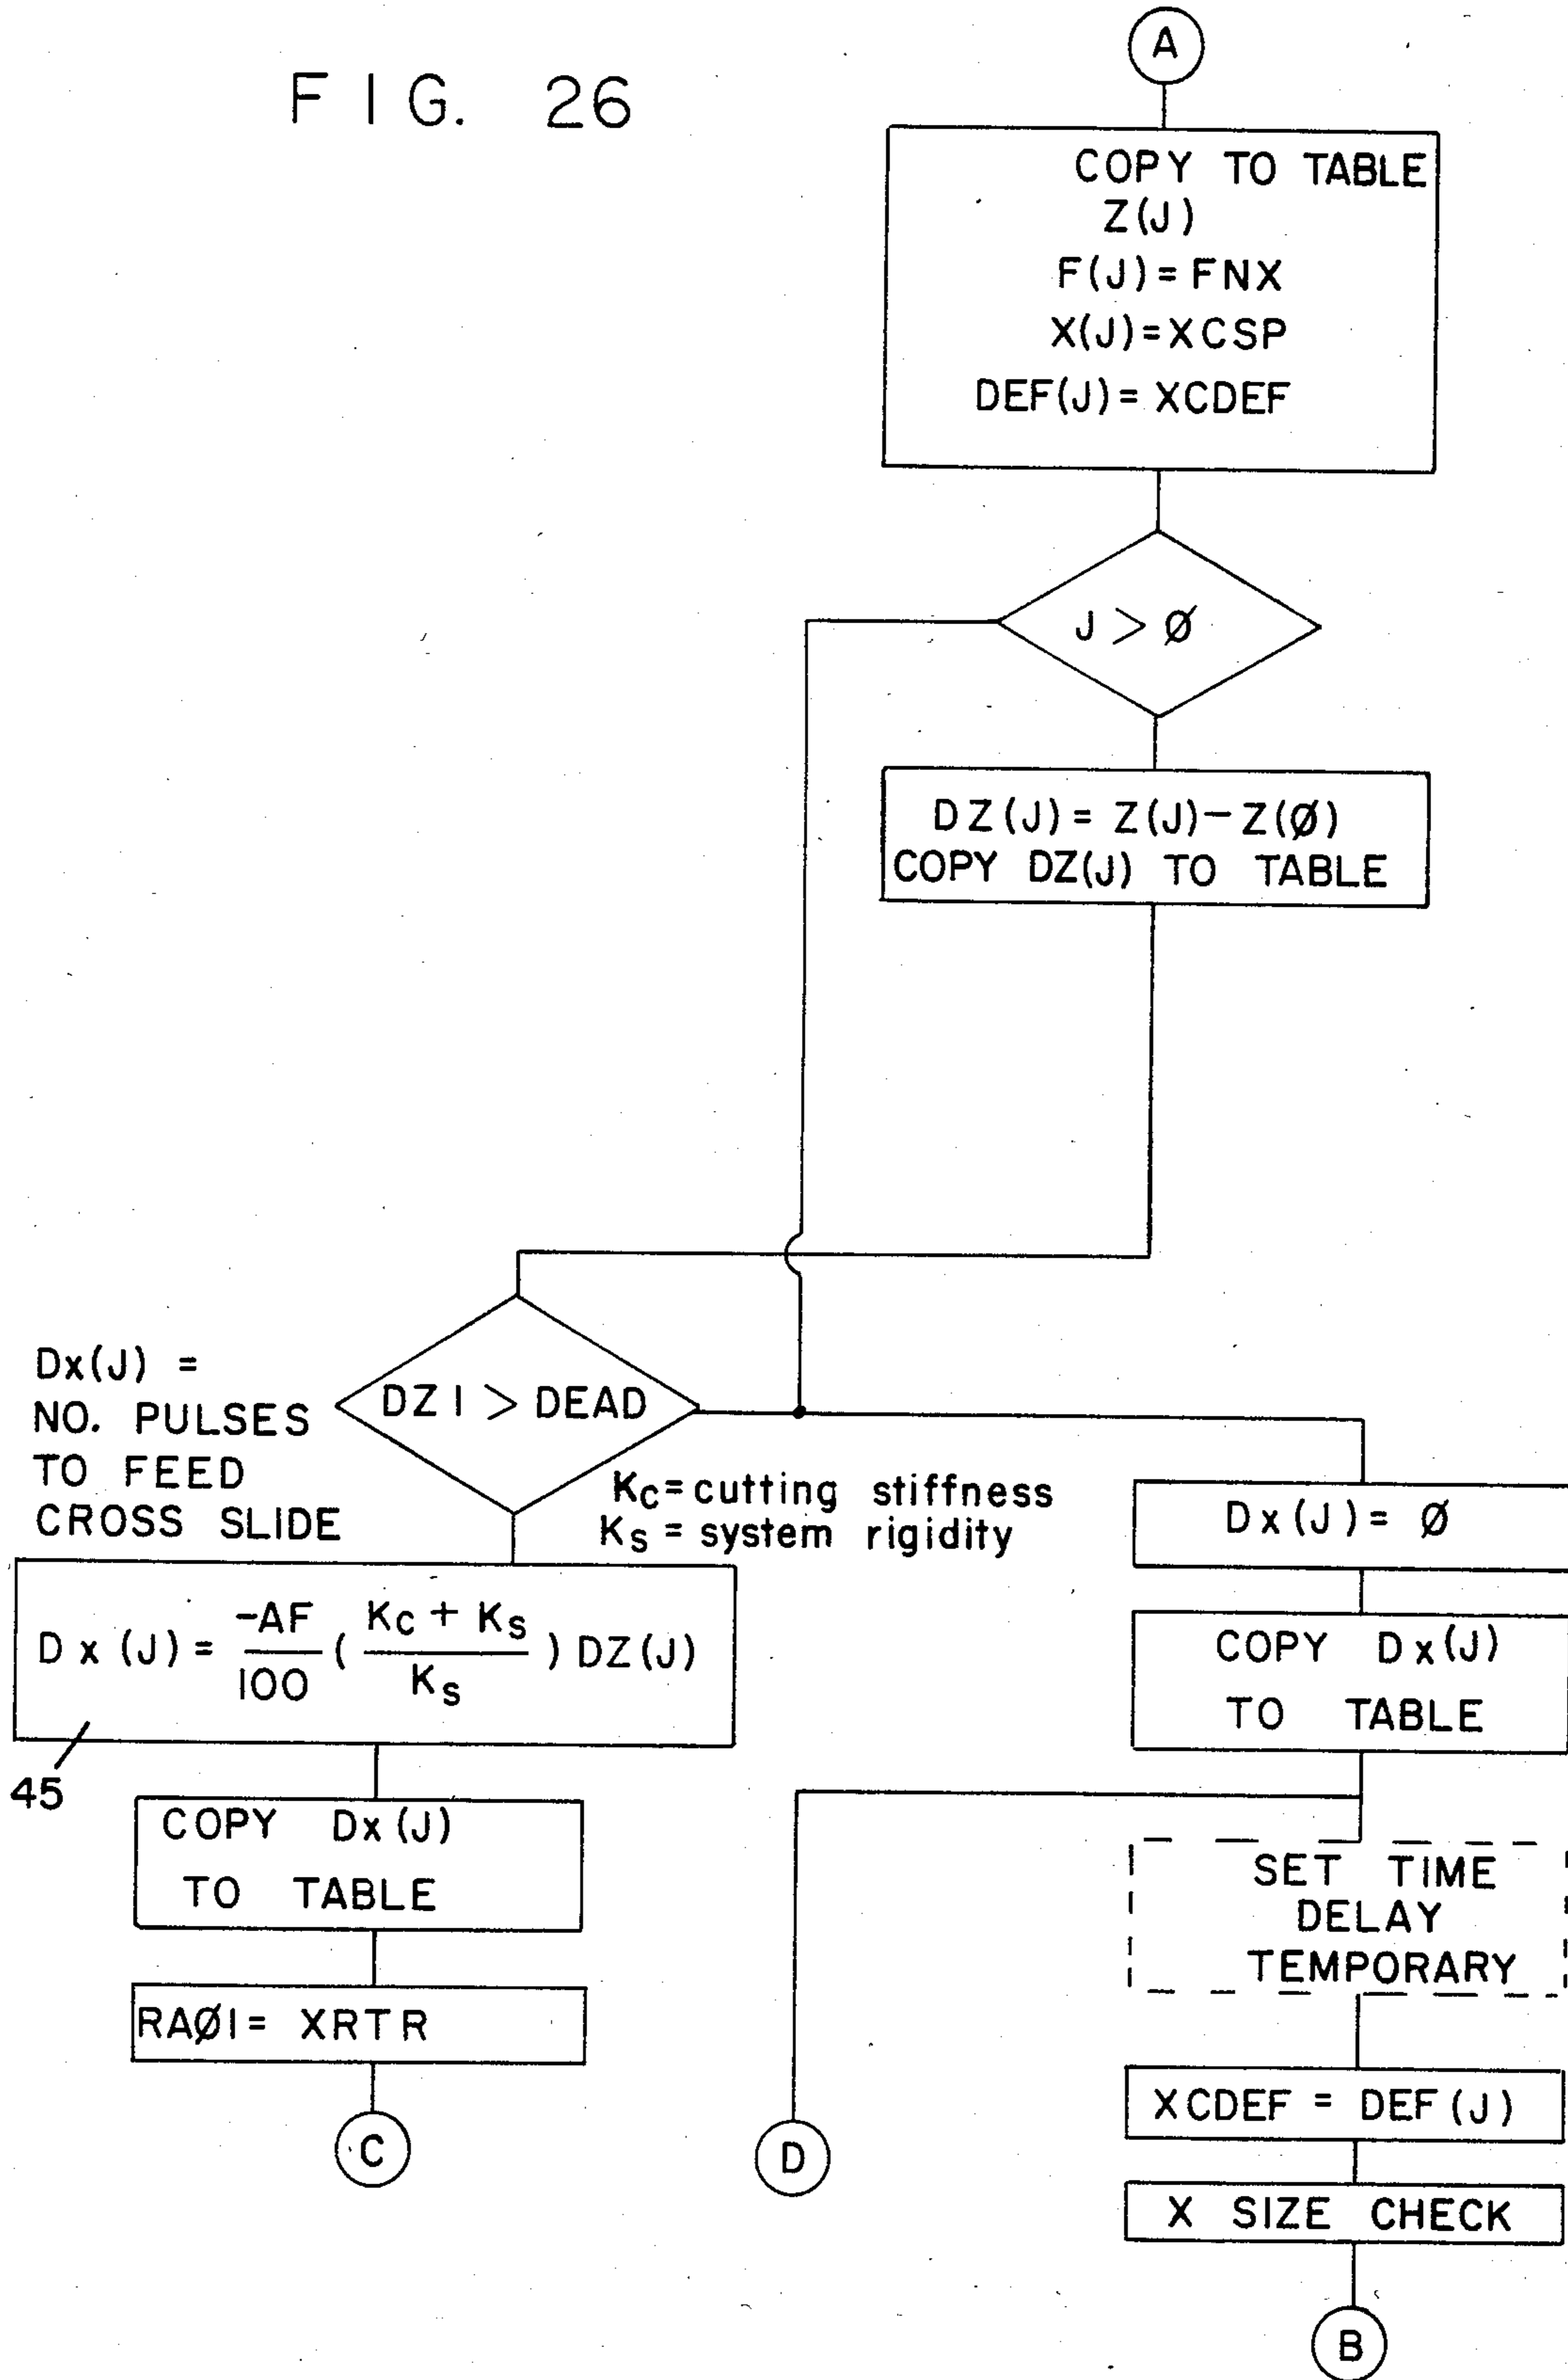 FIG. 26
A
COPY TO TABLE
Z(J)
F(J)=FNX
X(J)=XCSP
DEF(J)= XCDEF
J > Ø
DZ(J)= Z(J)-Z(Ø)
COPY DZ(J) TO TABLE
DZ1 > DEAD
Dx(J) =
NO. PULSES
TO FEED
CROSS SLIDE
Kc=cutting stiffness
Ks = system rigidity
Dx(J)= Ø
Dx(J)= -AF/100 (Kc + Ks/Ks) DZ(J)
45
COPY Dx(J)
TO TABLE
COPY Dx(J)
TO TABLE
RAØ1= XRTR
C
D
SET TIME
DELAY
TEMPORARY
XCDEF = DEF(J)
X SIZE CHECK
B